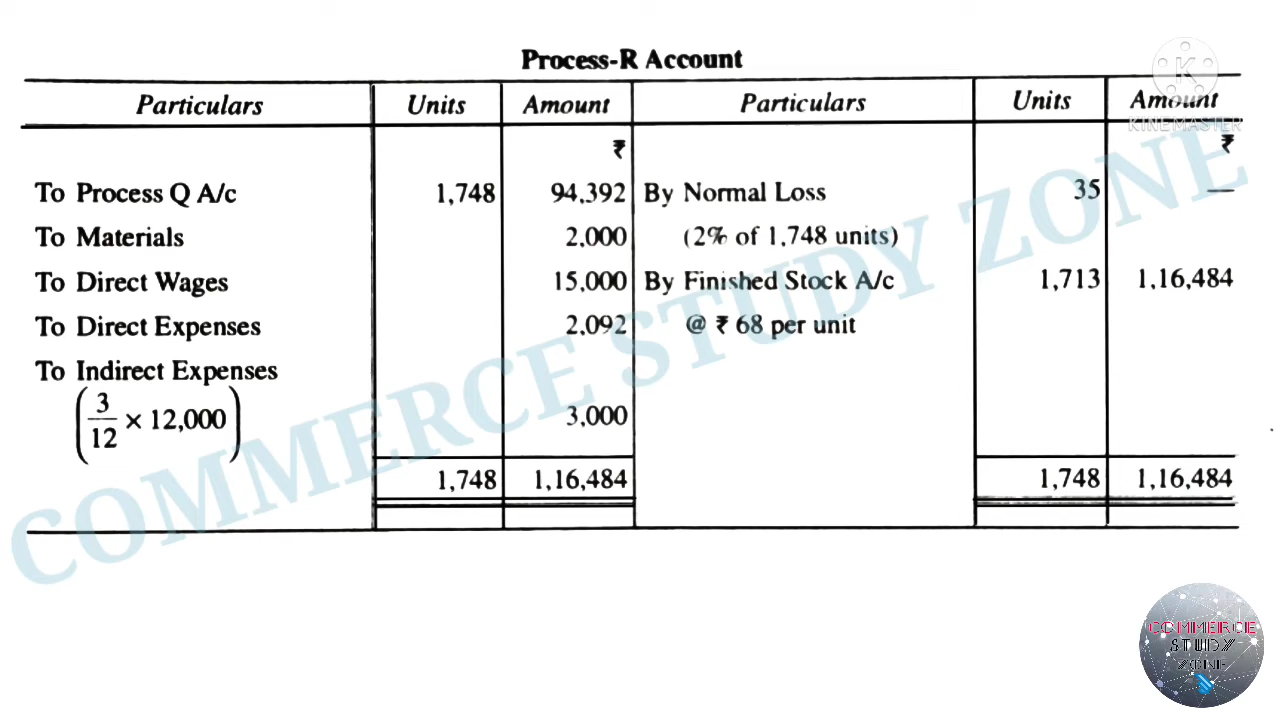 Process-R Account
Particulars Units Amount Particulars Units Amount
₹ ₹
To Process Q A/c 1,748 94,392 By Normal Loss 35 —
To Materials 2,000 (2% of 1,748 units)
To Direct Wages 15,000 By Finished Stock A/c 1,713 1,16,484
To Direct Expenses 2,092 @ ₹ 68 per unit
To Indirect Expenses
(3/12 × 12,000) 3,000
1,748 1,16,484 1,748 1,16,484
COMMERCE STUDY ZONE
K
KINEMASTER
COMMERCE
STUDY
ZONE